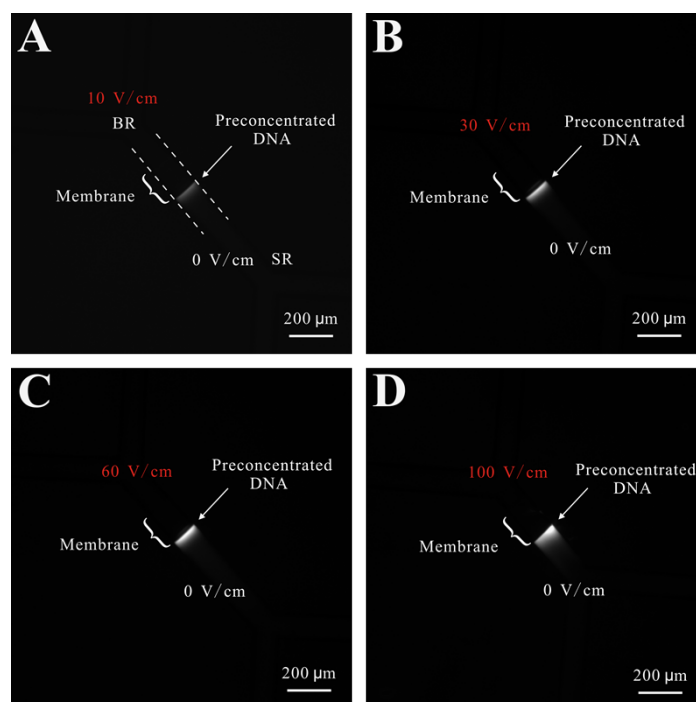 A
10 V/cm
BR
Preconcentrated
DNA
Membrane
0 V/cm SR
200 μm
B
30 V/cm
Preconcentrated
DNA
Membrane
0 V/cm
200 μm
C
60 V/cm
Preconcentrated
DNA
Membrane
0 V/cm
200 μm
D
100 V/cm
Preconcentrated
DNA
Membrane
0 V/cm
200 μm